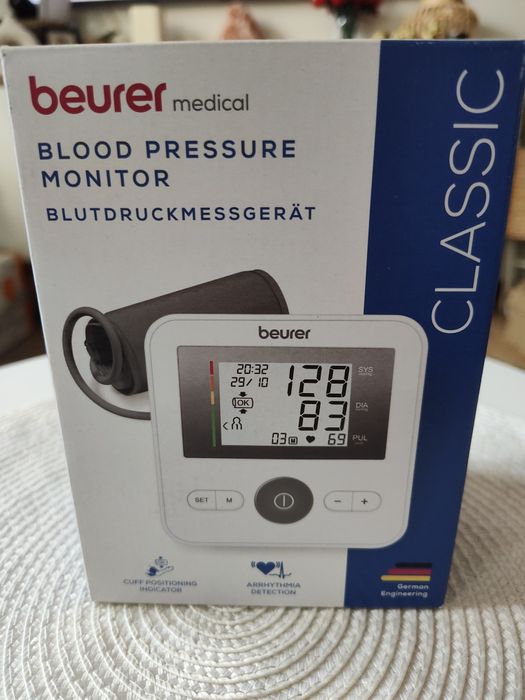 beurer medical
BLOOD PRESSURE
MONITOR
BLUTDRUCKMESSGERÄT
CLASSIC
beurer
20:32
29/10
128
SYS
OK
83
DIA
03 M 69 PUL
SET M
- +
CUFF POSITIONING
INDICATOR
ARRHYTHMIA
DETECTION
German
Engineering